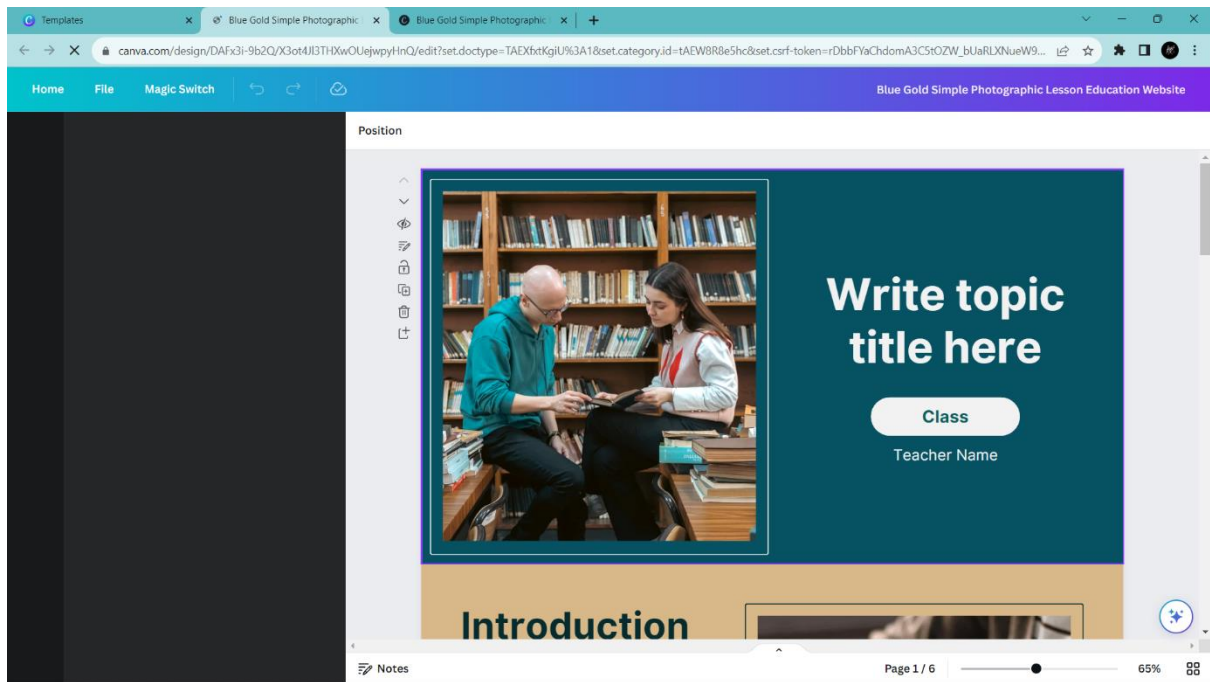 Templates
Blue Gold Simple Photographic
Blue Gold Simple Photographic
canva.com/design/DAFx3i-9b2Q/X3ot4Jl3THXwOUejwpyHnQ/edit?set.doctype=TAEXfxtKgiU%3A1&set.category.id=tAEW8R8e5hc&set.csrf-token=rDbbFYaChdomA3C5tOZW_bUaRLXNueW9...
Home File Magic Switch Blue Gold Simple Photographic Lesson Education Website
Position
Write topic
title here
Class
Teacher Name
Introduction
Notes Page 1 / 6 65%